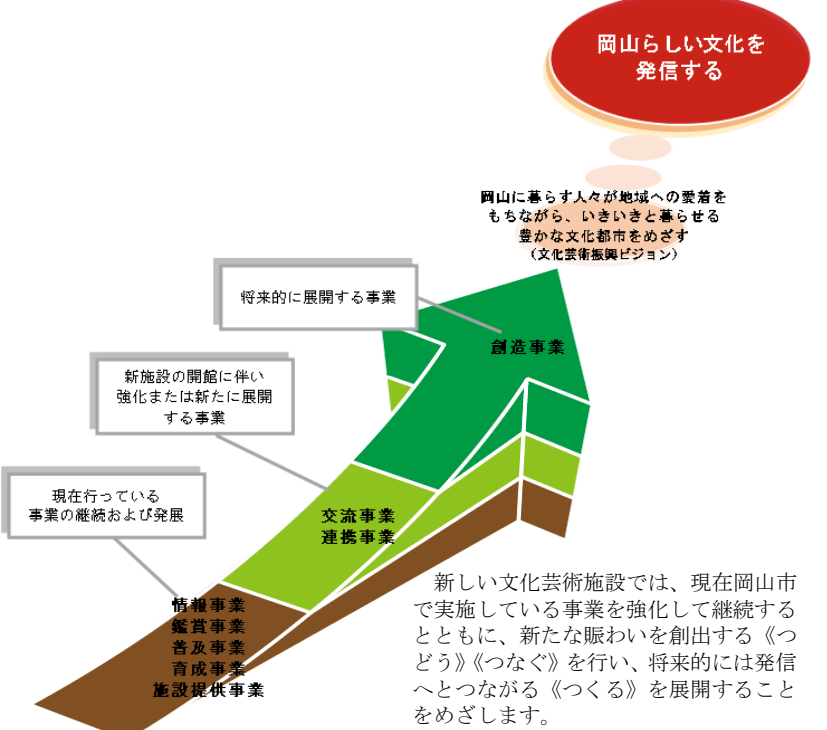 岡山らしい文化を
発信する
岡山に暮らす人々が地域への愛着を
もちながら、いきいきと暮らせる
豊かな文化都市をめざす
(文化芸術振興ビジョン)
将来的に展開する事業
創造事業
新施設の開館に伴い
強化または新たに展開
する事業
交流事業
連携事業
現在行っている
事業の継続および発展
情報事業
鑑賞事業
普及事業
育成事業
施設提供事業
新しい文化芸術施設では、現在岡山市
で実施している事業を強化して継続する
とともに、新たな賑わいを創出する《つ
どう》《つなぐ》を行い、将来的には発信
へとつながる《つくる》を展開すること
をめざします。